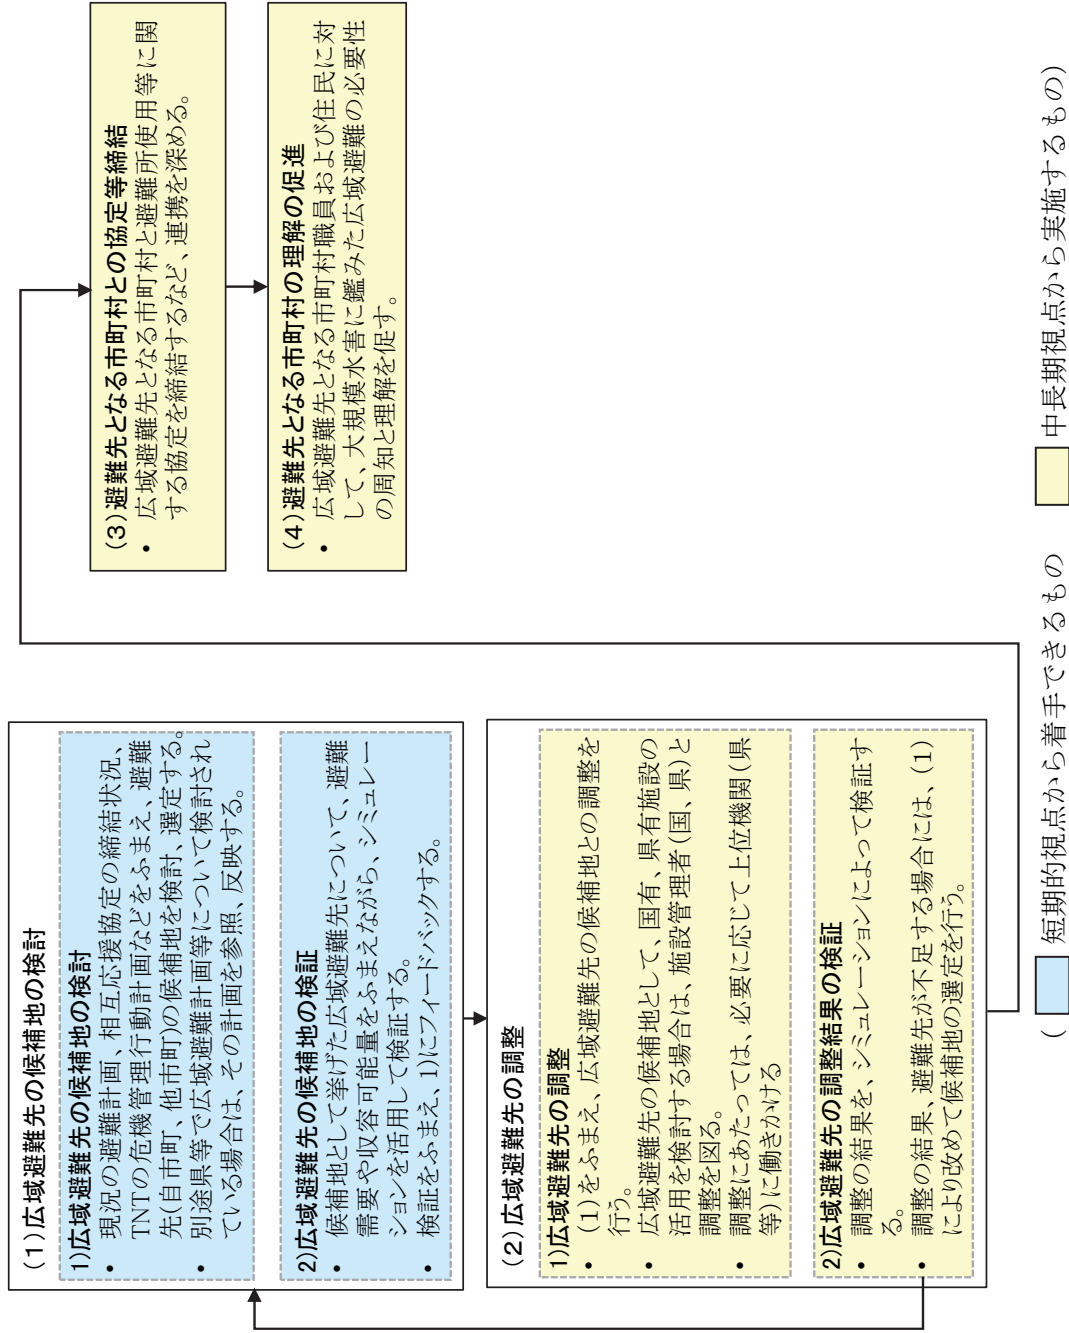 (1)広域避難先の候補地の検討
1)広域避難先の候補地の検討
• 現況の避難計画、相互応援協定の締結状況、
TNTの危機管理行動計画などをふまえ、避難
先(自市町、他市町)の候補地を検討、選定する。
• 別途県等で広域避難計画等について検討され
ている場合は、その計画を参照、反映する。
2)広域避難先の候補地の検証
• 候補地として挙げた広域避難先について、避難
需要や収容可能量をふまえながら、シミュレー
ションを活用して検証する。
• 検証をふまえ、1)にフィードバックする。
(2)広域避難先の調整
1)広域避難先の調整
• (1)をふまえ、広域避難先の候補地との調整を
行う。
• 広域避難先の候補地として、国有、県有施設の
活用を検討する場合は、施設管理者(国、県)と
調整を図る。
• 調整にあたっては、必要に応じて上位機関(県
等)に働きかける
2)広域避難先の調整結果の検証
• 調整の結果を、シミュレーションによって検証す
る。
• 調整の結果、避難先が不足する場合には、(1)
により改めて候補地の選定を行う。
(3)避難先となる市町村との協定等締結
• 広域避難先となる市町村と避難所使用等に関
する協定を締結するなど、連携を深める。
(4)避難先となる市町村の理解の促進
• 広域避難先となる市町村職員および住民に対
して、大規模水害に鑑みた広域避難の必要性
の周知と理解を促す。
( 短期的視点から着手できるもの 中長期視点から実施するもの)